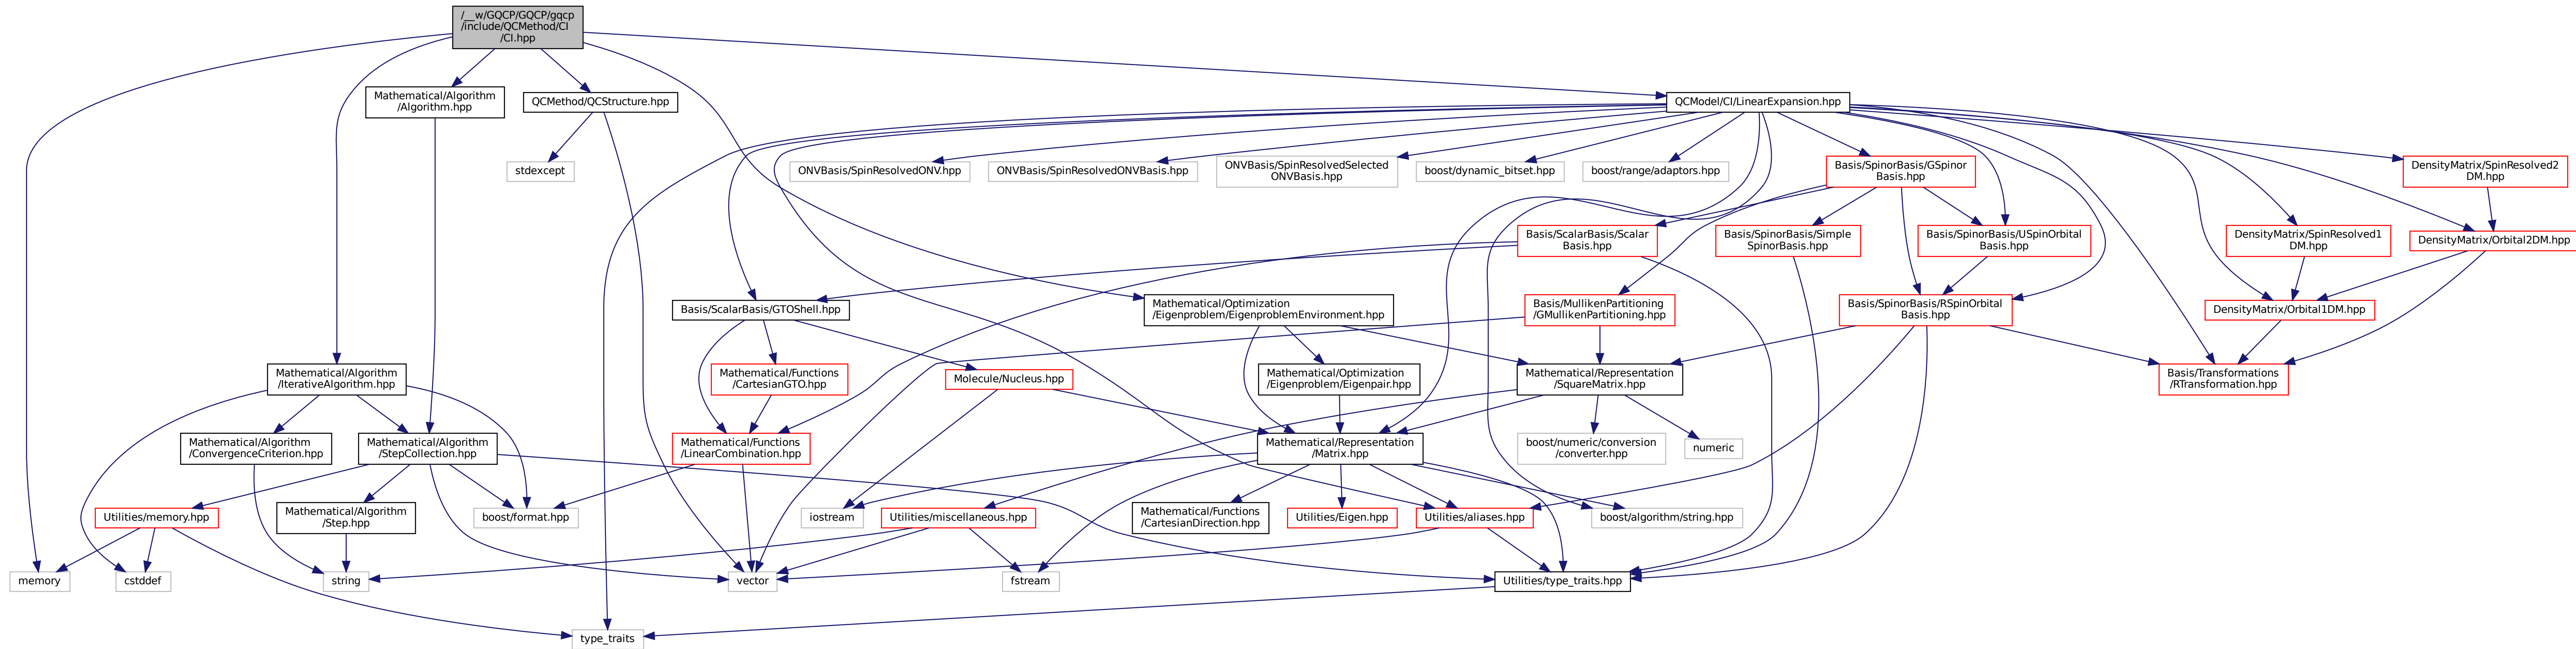 /__w/GQCP/GQCP/gqcp
/include/QCMethod/CI
/CI.hpp
Mathematical/Algorithm
/Algorithm.hpp
QCMethod/QCStructure.hpp
QCModel/CI/LinearExpansion.hpp
stdexcept
ONVBasis/SpinResolvedONV.hpp
ONVBasis/SpinResolvedONVBasis.hpp
ONVBasis/SpinResolvedSelected
ONVBasis.hpp
boost/dynamic_bitset.hpp
boost/range/adaptors.hpp
Basis/SpinorBasis/GSpinor
Basis.hpp
DensityMatrix/SpinResolved2
DM.hpp
Basis/ScalarBasis/Scalar
Basis.hpp
Basis/SpinorBasis/Simple
SpinorBasis.hpp
Basis/SpinorBasis/USpinOrbital
Basis.hpp
DensityMatrix/SpinResolved1
DM.hpp
DensityMatrix/Orbital2DM.hpp
Basis/ScalarBasis/GTOShell.hpp
Mathematical/Optimization
/Eigenproblem/EigenproblemEnvironment.hpp
Basis/MullikenPartitioning
/GMullikenPartitioning.hpp
Basis/SpinorBasis/RSpinOrbital
Basis.hpp
DensityMatrix/Orbital1DM.hpp
Mathematical/Algorithm
/IterativeAlgorithm.hpp
Mathematical/Functions
/CartesianGTO.hpp
Molecule/Nucleus.hpp
Mathematical/Optimization
/Eigenproblem/Eigenpair.hpp
Mathematical/Representation
/SquareMatrix.hpp
Basis/Transformations
/RTransformation.hpp
Mathematical/Algorithm
/ConvergenceCriterion.hpp
Mathematical/Algorithm
/StepCollection.hpp
Mathematical/Functions
/LinearCombination.hpp
Mathematical/Representation
/Matrix.hpp
boost/numeric/conversion
/converter.hpp
numeric
Utilities/memory.hpp
Mathematical/Algorithm
/Step.hpp
boost/format.hpp
iostream
Utilities/miscellaneous.hpp
Mathematical/Functions
/CartesianDirection.hpp
Utilities/Eigen.hpp
Utilities/aliases.hpp
boost/algorithm/string.hpp
memory
cstddef
string
vector
fstream
Utilities/type_traits.hpp
type_traits